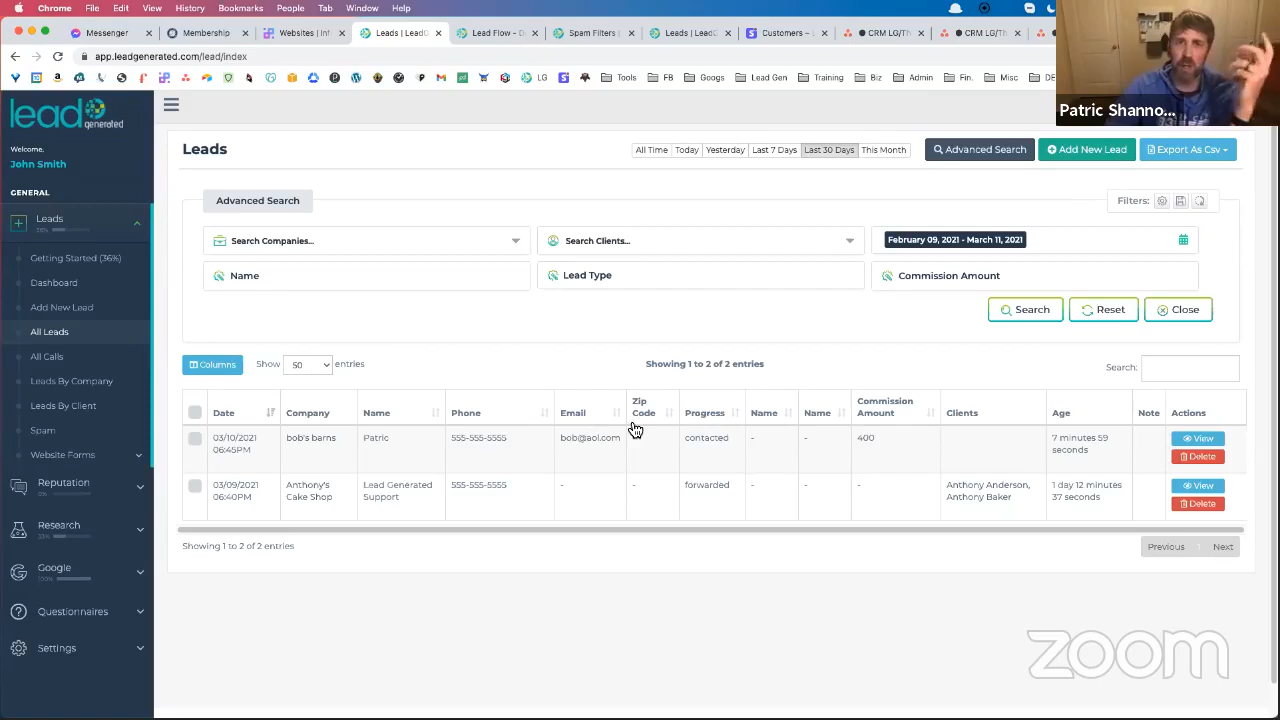 Chrome File Edit View History Bookmarks People Tab Window Help
Messenger Membership Websites | In Leads | LeadG Lead Flow - D Spam Filters | Leads | LeadG Customers – CRM LG/Th CRM LG/Th
app.leadgenerated.com/lead/index
LG Tools FB Googs Lead Gen Training Biz Admin Fin. Misc DE
Patric Shanno...
lead generated
Welcome,
John Smith
GENERAL
Leads
Getting Started (36%)
Dashboard
Add New Lead
All Leads
All Calls
Leads By Company
Leads By Client
Spam
Website Forms
Reputation
Research
33%
Google
100%
Questionnaires
Settings
Leads
All Time Today Yesterday Last 7 Days Last 30 Days This Month Advanced Search Add New Lead Export As Csv
Advanced Search Filters:
Search Companies... Search Clients... February 09, 2021 - March 11, 2021
Name Lead Type Commission Amount
Search Reset Close
Columns Show 50 entries Showing 1 to 2 of 2 entries Search:
Date Company Name Phone Email Zip Code Progress Name Name Commission Amount Clients Age Note Actions
03/10/2021 06:45PM bob's barns Patric 555-555-5555 bob@aol.com contacted - - 400 7 minutes 59 seconds View Delete
03/09/2021 06:40PM Anthony's Cake Shop Lead Generated Support 555-555-5555 - - forwarded - - - Anthony Anderson, Anthony Baker 1 day 12 minutes 37 seconds View Delete
Showing 1 to 2 of 2 entries Previous 1 Next
zoom